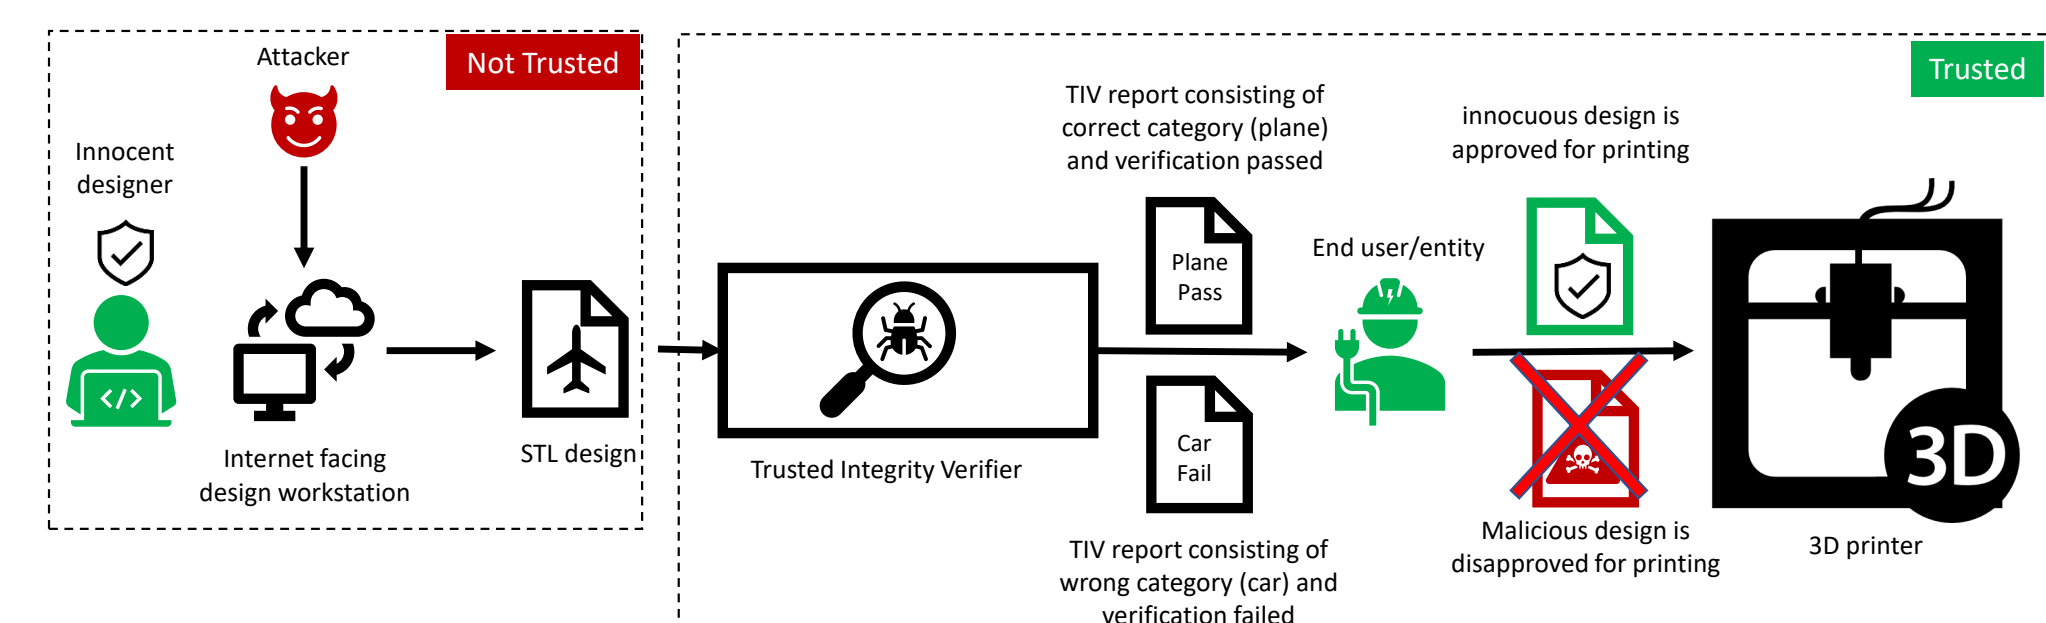 Attacker
Not Trusted
Innocent
designer
</>
Internet facing
design workstation
STL design
Trusted
Trusted Integrity Verifier
TIV report consisting of
correct category (plane)
and verification passed
Plane
Pass
Car
Fail
TIV report consisting of
wrong category (car) and
verification failed
End user/entity
innocuous design is
approved for printing
Malicious design is
disapproved for printing
3D
3D printer